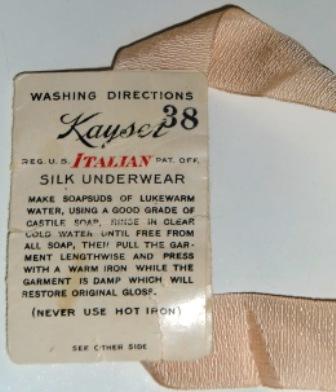 WASHING DIRECTIONS
Kayser 38
REG. U.S. ITALIAN PAT. OFF.
SILK UNDERWEAR
MAKE SOAPSUDS OF LUKEWARM
WATER, USING A GOOD GRADE OF
CASTILE SOAP, RINSE IN CLEAR
COLD WATER UNTIL FREE FROM
ALL SOAP, THEN PULL THE GAR-
MENT LENGTHWISE AND PRESS
WITH A WARM IRON WHILE THE
GARMENT IS DAMP WHICH WILL
RESTORE ORIGINAL GLOSS.
(NEVER USE HOT IRON)
SEE OTHER SIDE